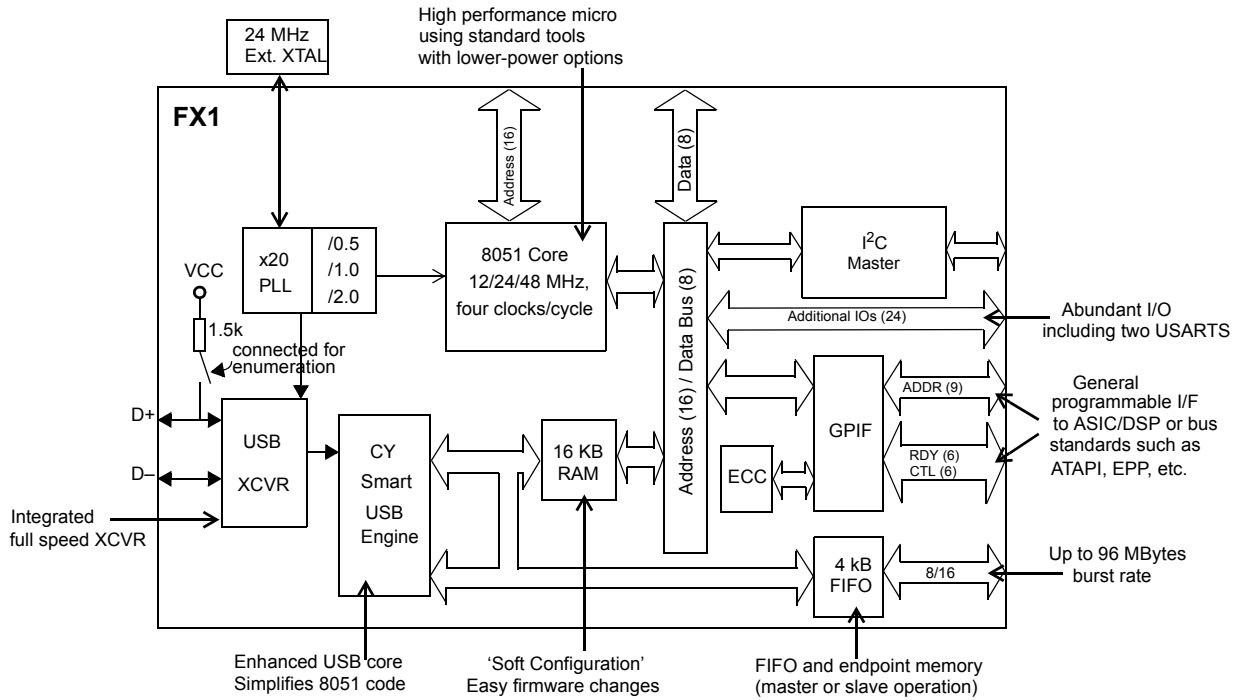 High performance micro
using standard tools
with lower-power options
24 MHz
Ext. XTAL
FX1
Address (16)
Data (8)
x20
PLL
/0.5
/1.0
/2.0
8051 Core
12/24/48 MHz,
four clocks/cycle
I²C
Master
VCC
1.5k
connected for
enumeration
Address (16) / Data Bus (8)
Additional IOs (24)
Abundant I/O
including two USARTS
D+
D–
USB
XCVR
CY
Smart
USB
Engine
16 KB
RAM
ECC
GPIF
ADDR (9)
RDY (6)
CTL (6)
General
programmable I/F
to ASIC/DSP or bus
standards such as
ATAPI, EPP, etc.
Integrated
full speed XCVR
4 kB
FIFO
8/16
Up to 96 MBytes
burst rate
Enhanced USB core
Simplifies 8051 code
‘Soft Configuration’
Easy firmware changes
FIFO and endpoint memory
(master or slave operation)